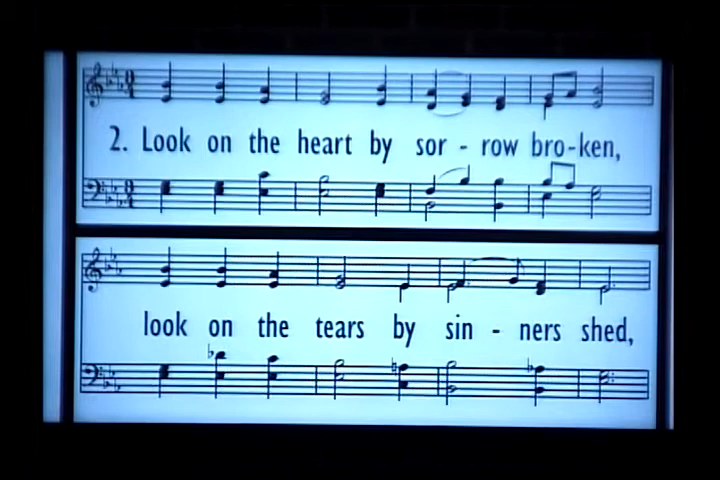 2. Look on the heart by sor - row bro-ken,
look on the tears by sin - ners shed,